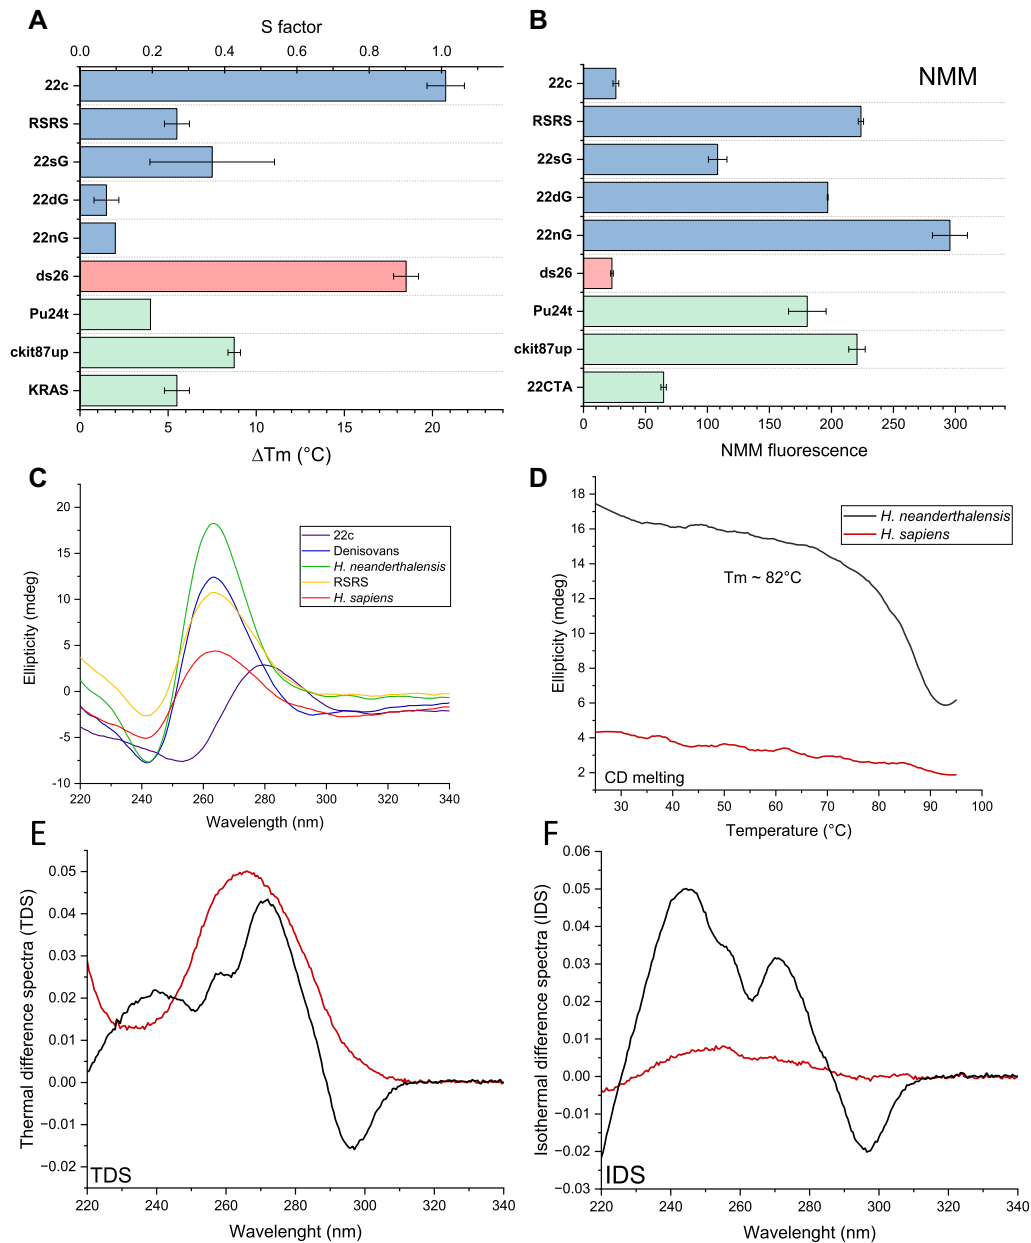 A
S factor
0.0 0.2 0.4 0.6 0.8 1.0
22c
RSRS
22sG
22dG
22nG
ds26
Pu24t
ckit87up
KRAS
0 5 10 15 20
ΔTm (°C)
B
NMM
22c
RSRS
22sG
22dG
22nG
ds26
Pu24t
ckit87up
22CTA
0 50 100 150 200 250 300
NMM fluorescence
C
Ellipticity (mdeg)
20
15
10
5
0
-5
-10
22c
Denisovans
H. neanderthalensis
RSRS
H. sapiens
220 240 260 280 300 320 340
Wavelength (nm)
D
Ellipticity (mdeg)
18
16
14
12
10
8
6
4
2
H. neanderthalensis
H. sapiens
Tm ~ 82°C
CD melting
30 40 50 60 70 80 90 100
Temperature (°C)
E
Thermal difference spectra (TDS)
0.05
0.04
0.03
0.02
0.01
0.00
−0.01
−0.02
TDS
220 240 260 280 300 320 340
Wavelenght (nm)
F
Isothermal difference spectra (IDS)
0.06
0.05
0.04
0.03
0.02
0.01
0.00
−0.01
−0.02
−0.03
IDS
220 240 260 280 300 320 340
Wavelenght (nm)